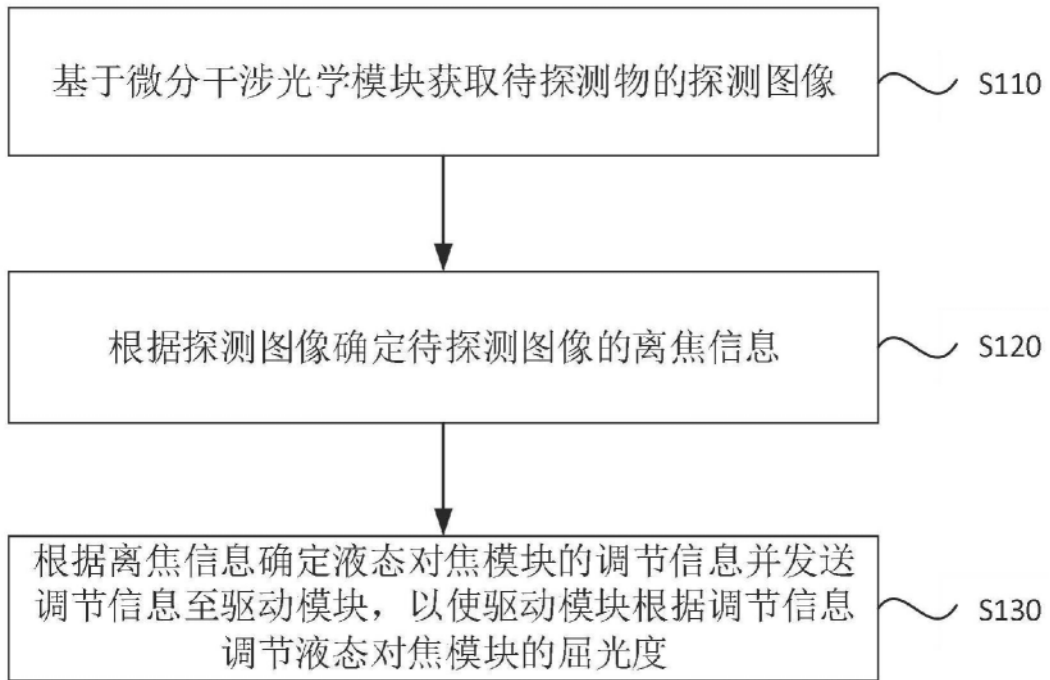 基于微分干涉光学模块获取待探测物的探测图像
S110
根据探测图像确定待探测图像的离焦信息
S120
根据离焦信息确定液态对焦模块的调节信息并发送
调节信息至驱动模块，以使驱动模块根据调节信息
调节液态对焦模块的屈光度
S130